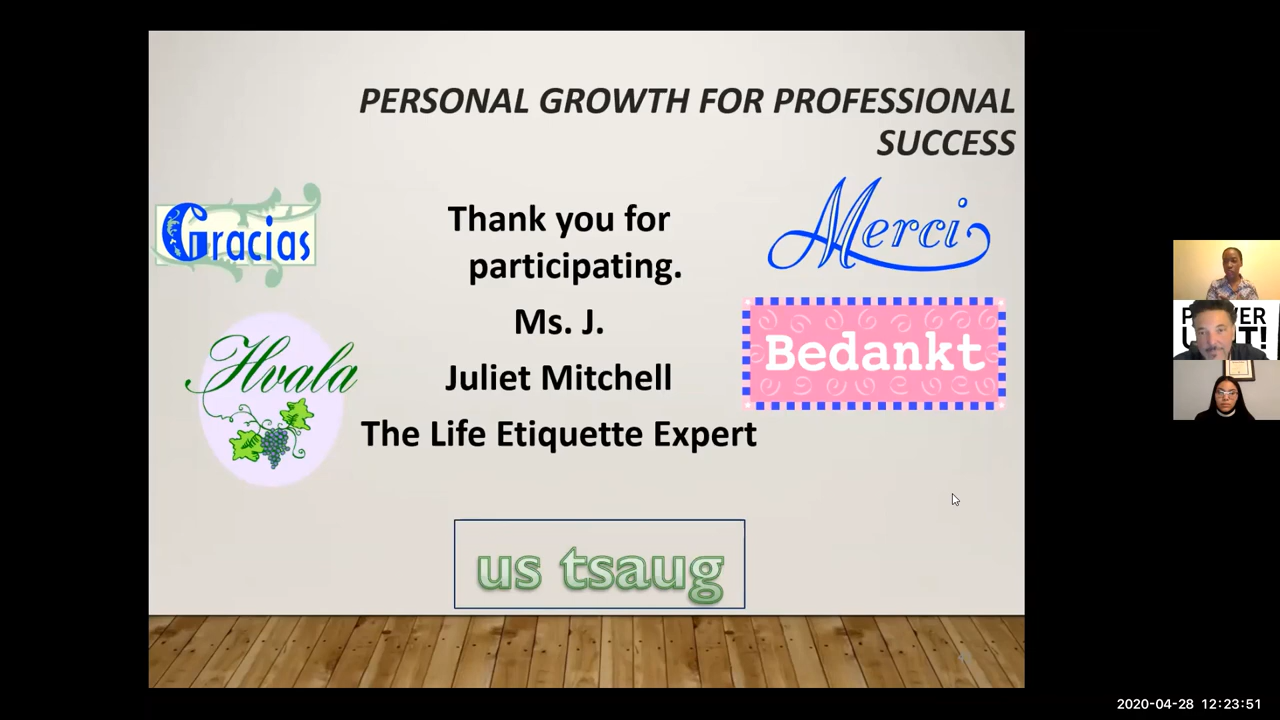 PERSONAL GROWTH FOR PROFESSIONAL
SUCCESS
Gracias
Thank you for
participating.
Merci
Ms. J.
Hvala
Bedankt
Juliet Mitchell
The Life Etiquette Expert
us tsaug
2020-04-28 12:23:51